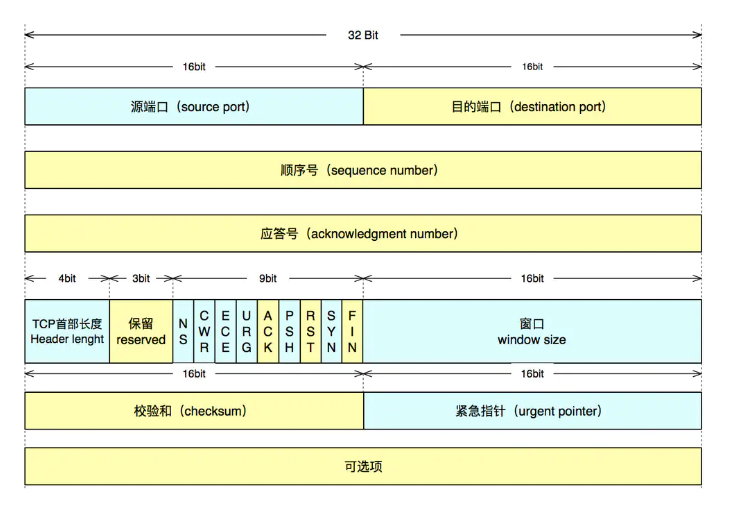 32 Bit
16bit 16bit
源端口（source port） 目的端口（destination port）
顺序号（sequence number）
应答号（acknowledgment number）
4bit 3bit 9bit 16bit
TCP首部长度 Header lenght 保留 reserved NS CWR ECE URG ACK PSH RST SYN FIN 窗口 window size
16bit 16bit
校验和（checksum） 紧急指针（urgent pointer）
可选项